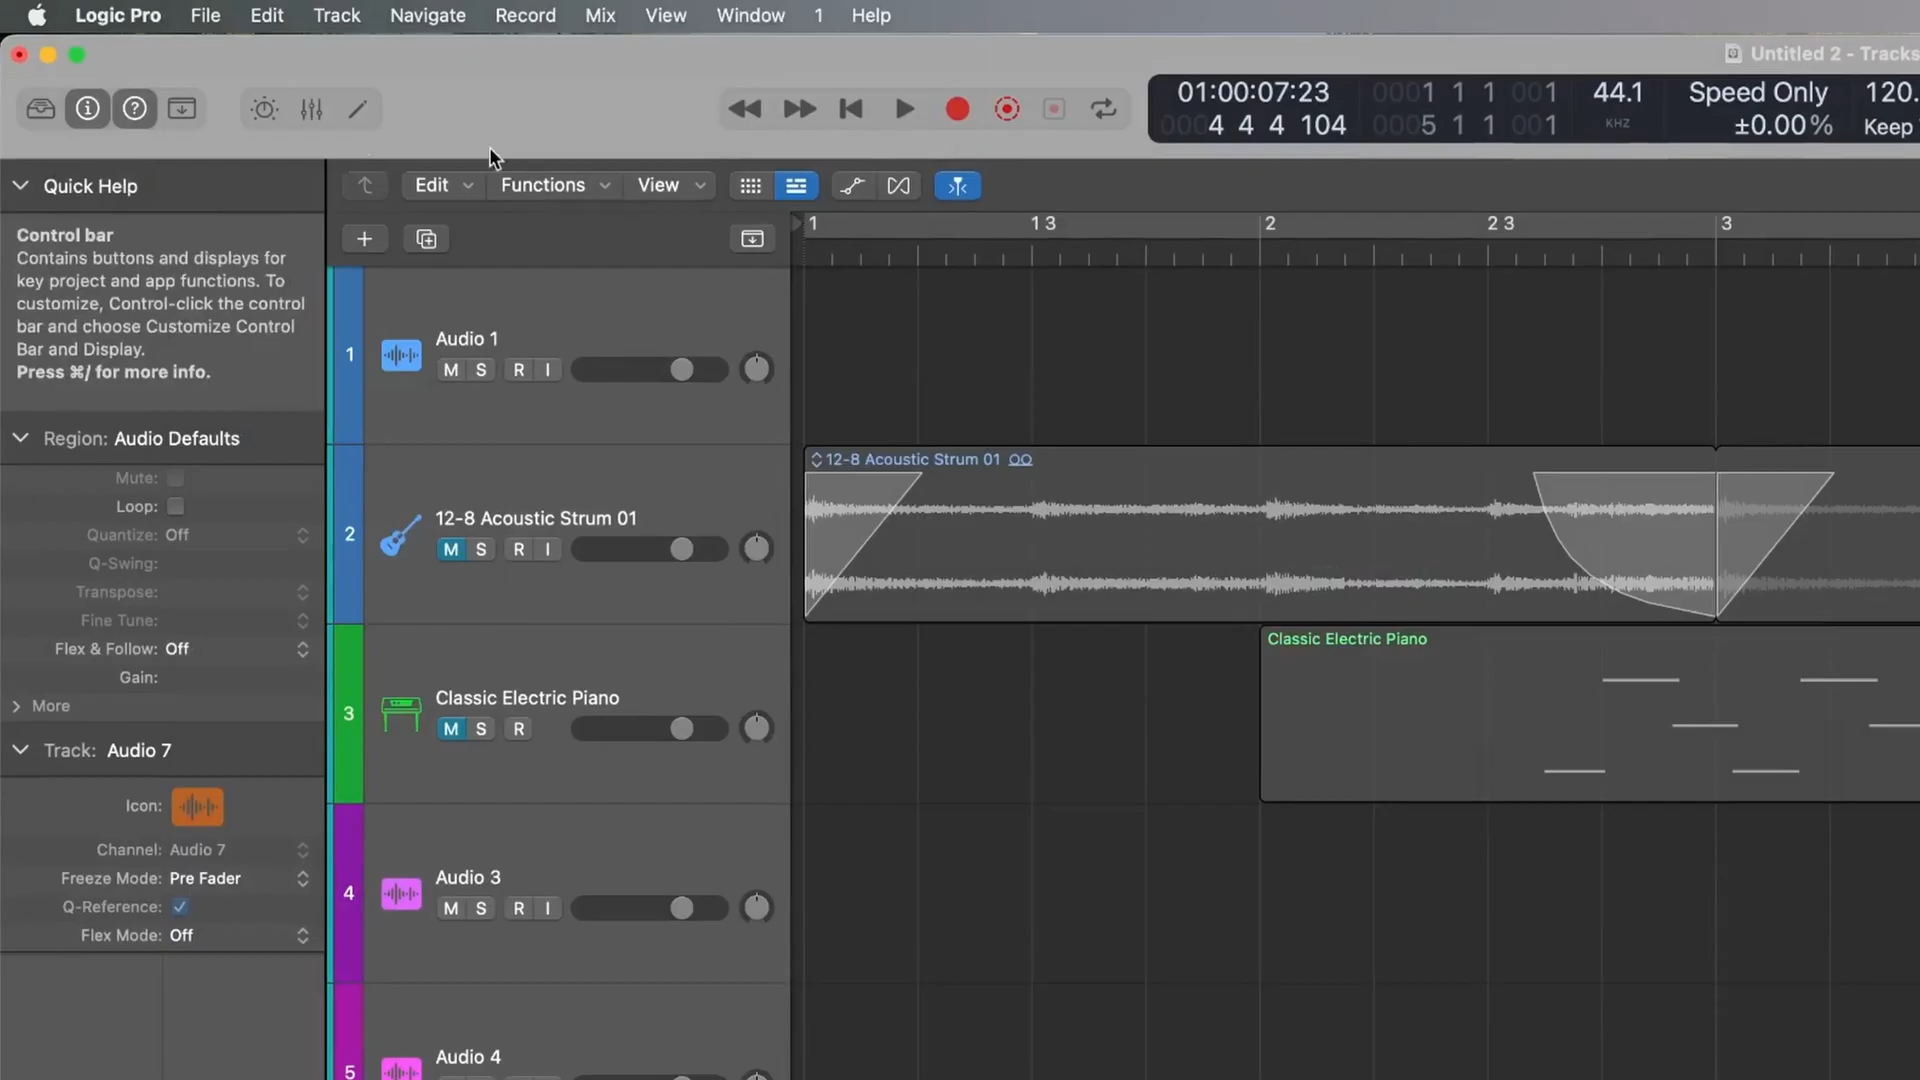 Logic Pro File Edit Track Navigate Record Mix View Window 1 Help
Untitled 2 - Tracks
01:00:07:23 0001 1 1 001 44.1 Speed Only 120.
0004 4 4 104 0005 1 1 001 KHZ ±0.00% Keep
Quick Help
Edit Functions View
Control bar
Contains buttons and displays for
key project and app functions. To
customize, Control-click the control
bar and choose Customize Control
Bar and Display.
Press ⌘/ for more info.
1 1 3 2 2 3 3
Region: Audio Defaults
Mute:
Loop:
Quantize: Off
Q-Swing:
Transpose:
Fine Tune:
Flex & Follow: Off
Gain:
More
Track: Audio 7
Icon:
Channel: Audio 7
Freeze Mode: Pre Fader
Q-Reference:
Flex Mode: Off
1
Audio 1
M S R I
2
12-8 Acoustic Strum 01
M S R I
12-8 Acoustic Strum 01
3
Classic Electric Piano
M S R
Classic Electric Piano
4
Audio 3
M S R I
5
Audio 4